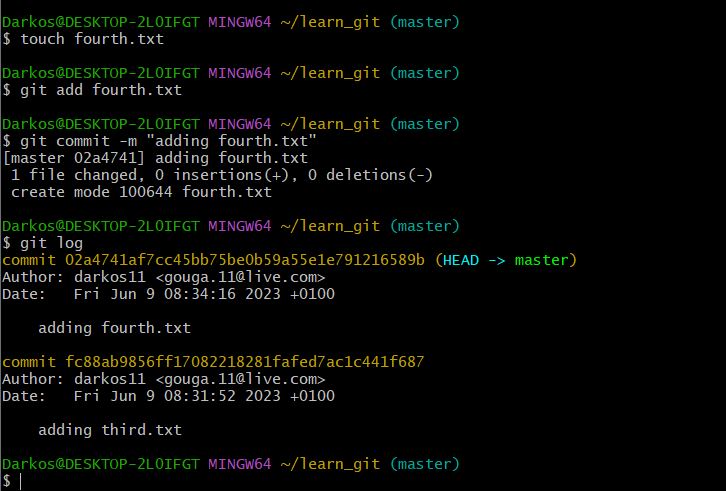 Darkos@DESKTOP-2L0IFGT MINGW64 ~/learn_git (master)
$ touch fourth.txt
Darkos@DESKTOP-2L0IFGT MINGW64 ~/learn_git (master)
$ git add fourth.txt
Darkos@DESKTOP-2L0IFGT MINGW64 ~/learn_git (master)
$ git commit -m "adding fourth.txt"
[master 02a4741] adding fourth.txt
 1 file changed, 0 insertions(+), 0 deletions(-)
 create mode 100644 fourth.txt
Darkos@DESKTOP-2L0IFGT MINGW64 ~/learn_git (master)
$ git log
commit 02a4741af7cc45bb75be0b59a55e1e791216589b (HEAD -> master)
Author: darkos11 <gouga.11@live.com>
Date:   Fri Jun 9 08:34:16 2023 +0100
    adding fourth.txt
commit fc88ab9856ff17082218281fafed7ac1c441f687
Author: darkos11 <gouga.11@live.com>
Date:   Fri Jun 9 08:31:52 2023 +0100
    adding third.txt
Darkos@DESKTOP-2L0IFGT MINGW64 ~/learn_git (master)
$